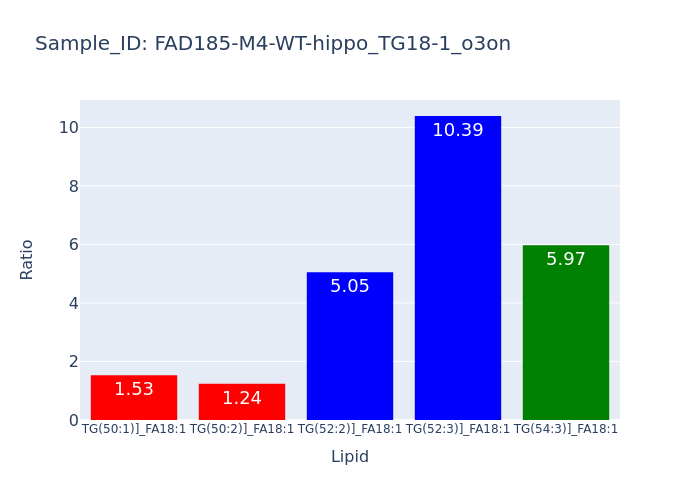 Sample_ID: FAD185-M4-WT-hippo_TG18-1_o3on
10
8
6
4
2
0
Ratio
1.53
1.24
5.05
10.39
5.97
TG(50:1)]_FA18:1 TG(50:2)]_FA18:1 TG(52:2)]_FA18:1 TG(52:3)]_FA18:1 TG(54:3)]_FA18:1
Lipid